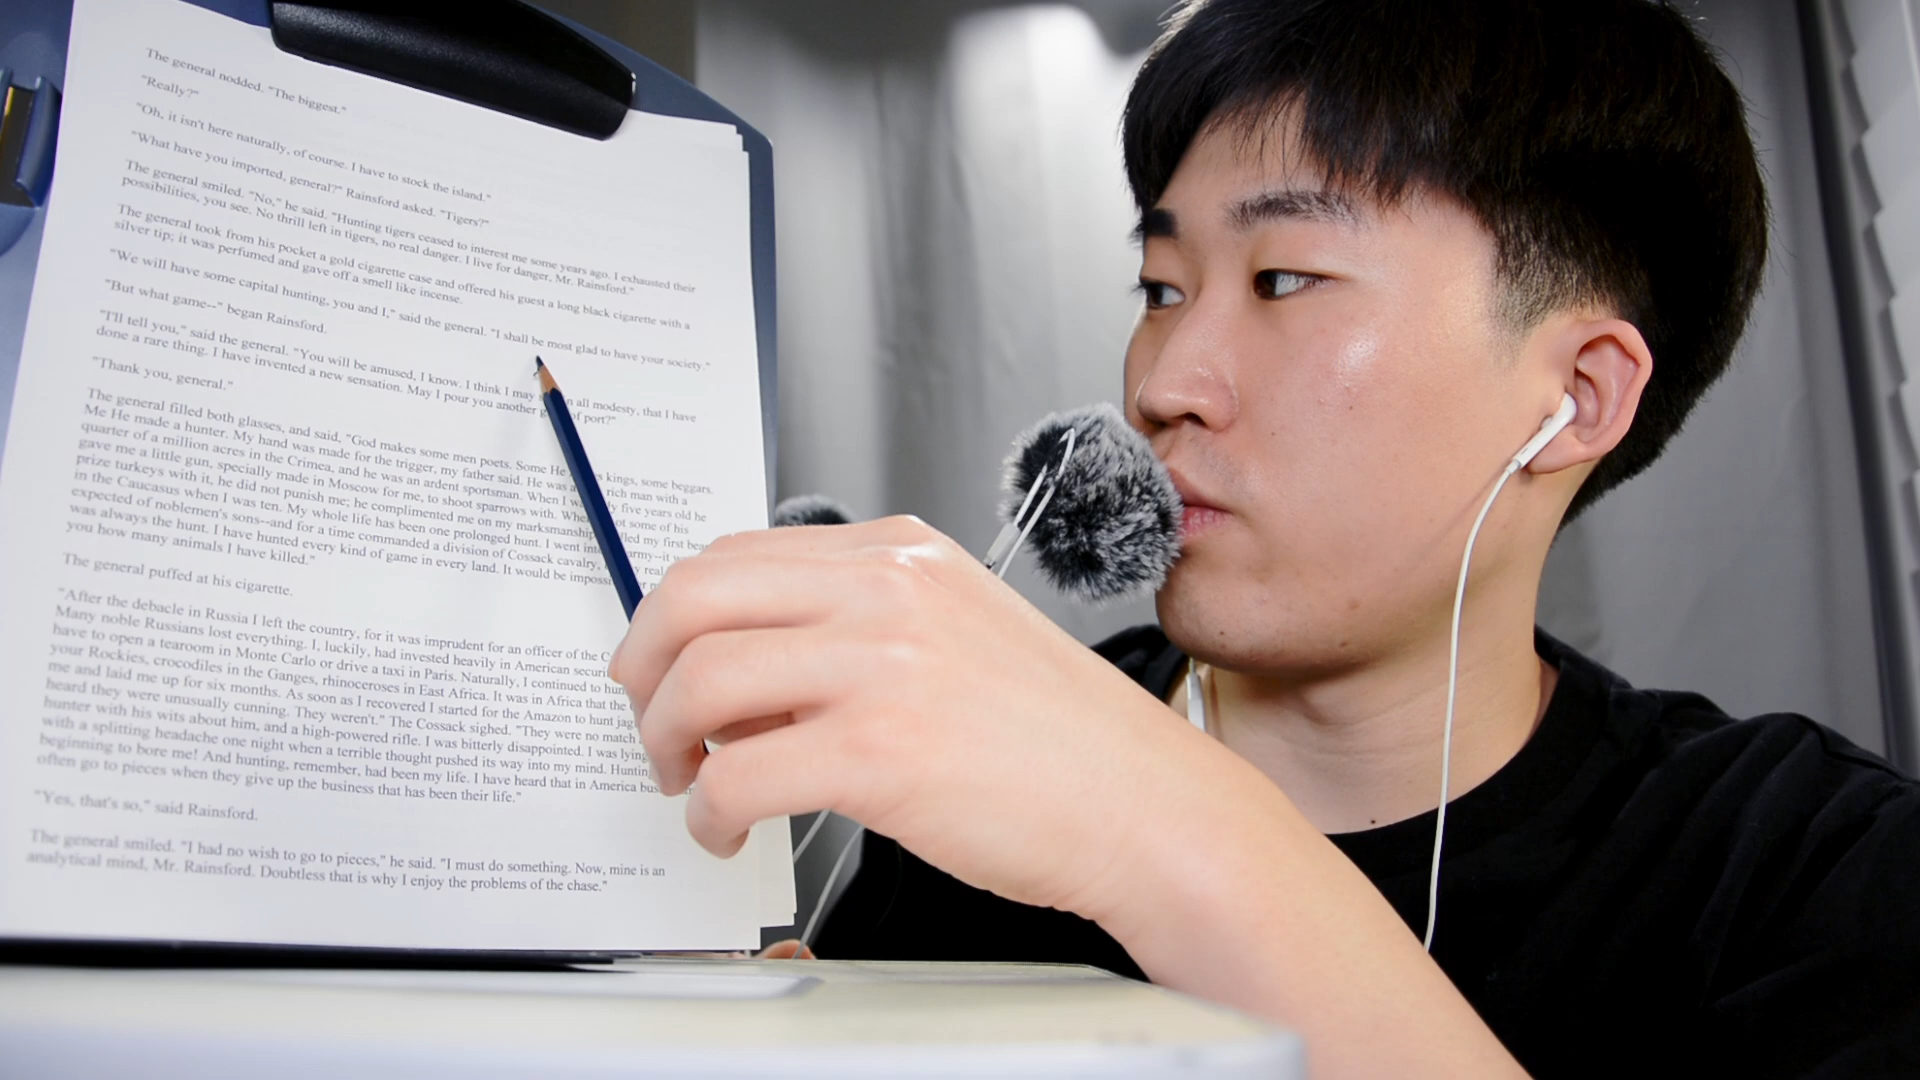 The general nodded. "The biggest."
"Really?"
"Oh, it isn't here naturally, of course. I have to stock the island."
"What have you imported, general?" Rainsford asked. "Tigers?"
The general smiled. "No," he said. "Hunting tigers ceased to interest me some years ago. I exhausted their
possibilities, you see. No thrill left in tigers, no real danger. I live for danger, Mr. Rainsford."
The general took from his pocket a gold cigarette case and offered his guest a long black cigarette with a
silver tip; it was perfumed and gave off a smell like incense.
"We will have some capital hunting, you and I," said the general. "I shall be most glad to have your society."
"But what game--" began Rainsford.
"I'll tell you," said the general. "You will be amused, I know. I think I may all modesty, that I have
done a rare thing. I have invented a new sensation. May I pour you another of port?"
"Thank you, general."
The general filled both glasses, and said, "God makes some men poets. Some He kings, some beggars.
Me He made a hunter. My hand was made for the trigger, my father said. He was a rich man with a
quarter of a million acres in the Crimea, and he was an ardent sportsman. When I five years old he
gave me a little gun, specially made in Moscow for me, to shoot sparrows with. some of his
prize turkeys with it, he did not punish me; he complimented me on my marksmanship my first
in the Caucasus when I was ten. My whole life has been one prolonged hunt. I went
expected of noblemen's sons--and for a time commanded a division of Cossack cavalry, real
was always the hunt. I have hunted every kind of game in every land. It would be
you how many animals I have killed."
The general puffed at his cigarette.
"After the debacle in Russia I left the country, for it was imprudent for an officer of the
Many noble Russians lost everything. I, luckily, had invested heavily in American
have to open a tearoom in Monte Carlo or drive a taxi in Paris. Naturally, I continued to
your Rockies, crocodiles in the Ganges, rhinoceroses in East Africa. It was in Africa that the
me and laid me up for six months. As soon as I recovered I started for the Amazon to hunt
heard they were unusually cunning. They weren't." The Cossack sighed. "They were no match
hunter with his wits about him, and a high-powered rifle. I was bitterly disappointed. I was
with a splitting headache one night when a terrible thought pushed its way into my mind.
beginning to bore me! And hunting, remember, had been my life. I have heard that in America
often go to pieces when they give up the business that has been their life."
"Yes, that's so," said Rainsford.
The general smiled. "I had no wish to go to pieces," he said. "I must do something. Now, mine is an
analytical mind, Mr. Rainsford. Doubtless that is why I enjoy the problems of the chase."